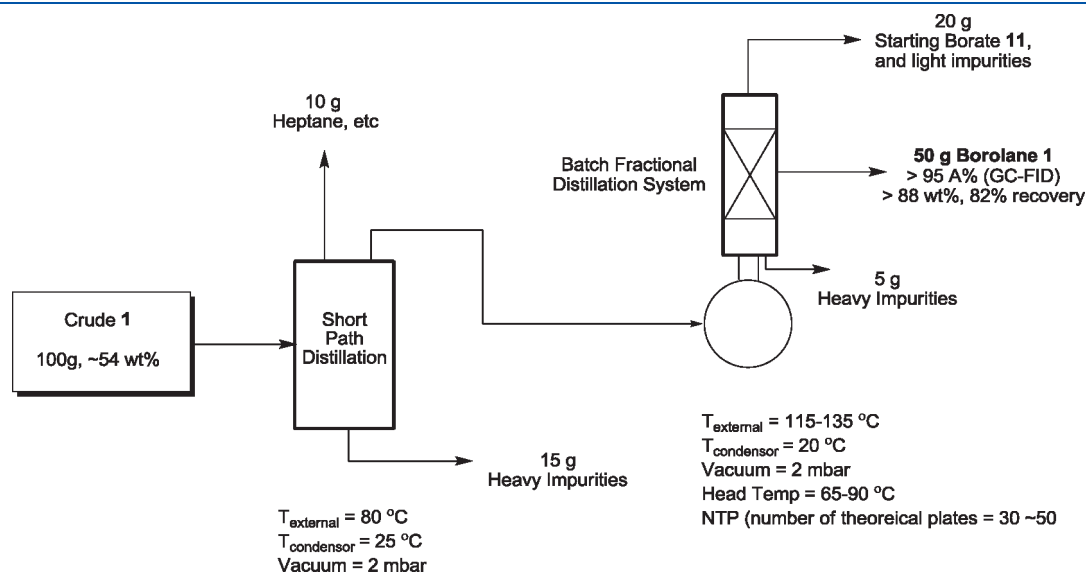 20 g
Starting Borate 11,
and light impurities
10 g
Heptane, etc
Batch Fractional
Distillation System
50 g Borolane 1
> 95 A% (GC-FID)
> 88 wt%, 82% recovery
5 g
Heavy Impurities
Crude 1
100g, ~54 wt%
Short
Path
Distillation
15 g
Heavy Impurities
Texternal = 80 °C
Tcondensor = 25 °C
Vacuum = 2 mbar
Texternal = 115-135 °C
Tcondensor = 20 °C
Vacuum = 2 mbar
Head Temp = 65-90 °C
NTP (number of theoreical plates = 30 ~50